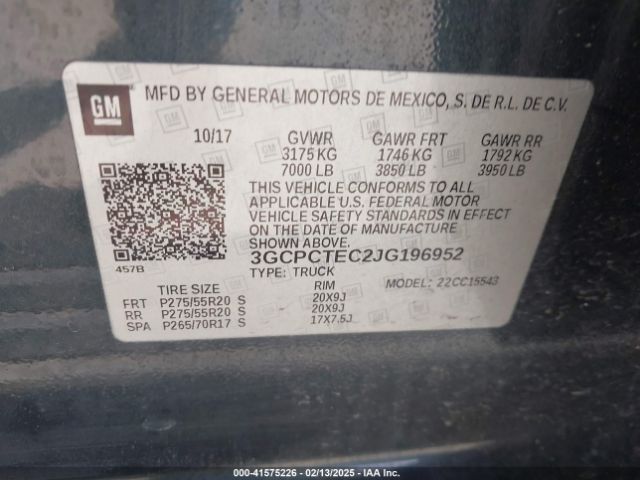 GM
MFD BY GENERAL MOTORS DE MEXICO, S. DE R.L. DE C.V.
10/17 GVWR GAWR FRT GAWR RR
3175 KG 1746 KG 1792 KG
7000 LB 3850 LB 3950 LB
THIS VEHICLE CONFORMS TO ALL
APPLICABLE U.S. FEDERAL MOTOR
VEHICLE SAFETY STANDARDS IN EFFECT
ON THE DATE OF MANUFACTURE
SHOWN ABOVE.
457B
3GCPCTEC2JG196952
TYPE: TRUCK
MODEL: 22CC15543
TIRE SIZE RIM
FRT P275/55R20 S 20X9J
RR P275/55R20 S 20X9J
SPA P265/70R17 S 17X7.5J
© - 41575226 - 02/13/2025 - IAA, Inc.